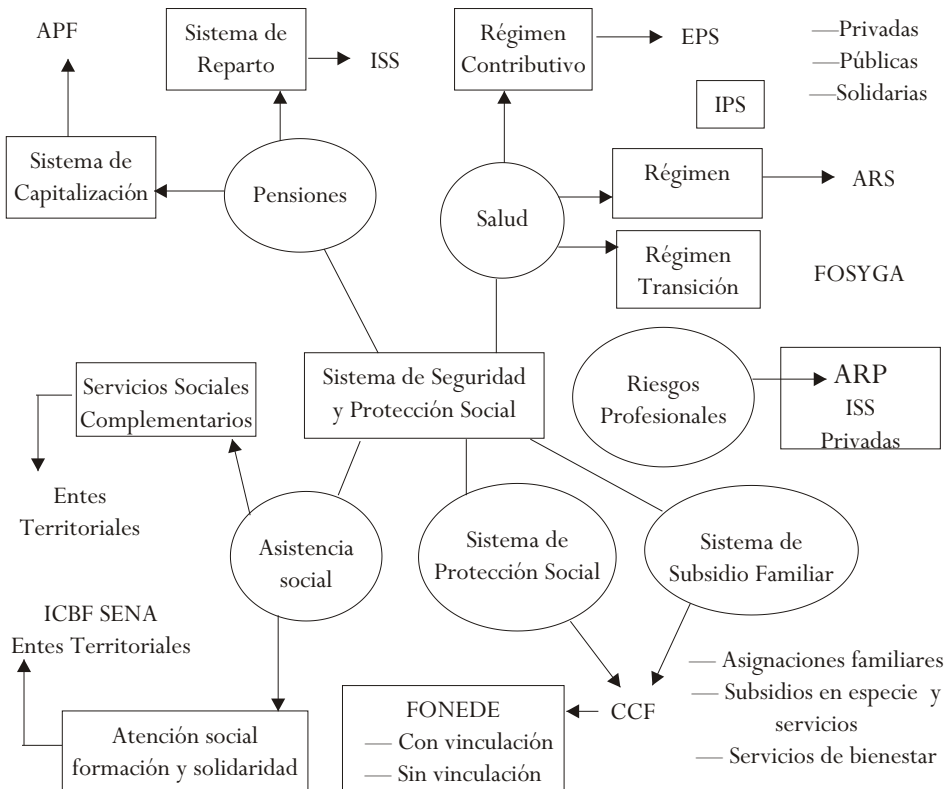 APF
Sistema de
Reparto
ISS
Régimen
Contributivo
EPS
—Privadas
—Públicas
—Solidarias
IPS
Sistema de
Capitalización
Pensiones
Salud
Régimen
ARS
Régimen
Transición
FOSYGA
Servicios Sociales
Complementarios
Sistema de Seguridad
y Protección Social
Riesgos
Profesionales
ARP
ISS
Privadas
Entes
Territoriales
Asistencia
social
Sistema de
Protección Social
Sistema de
Subsidio Familiar
ICBF SENA
Entes Territoriales
Atención social
formación y solidaridad
FONEDE
— Con vinculación
— Sin vinculación
CCF
— Asignaciones familiares
— Subsidios en especie y
servicios
— Servicios de bienestar